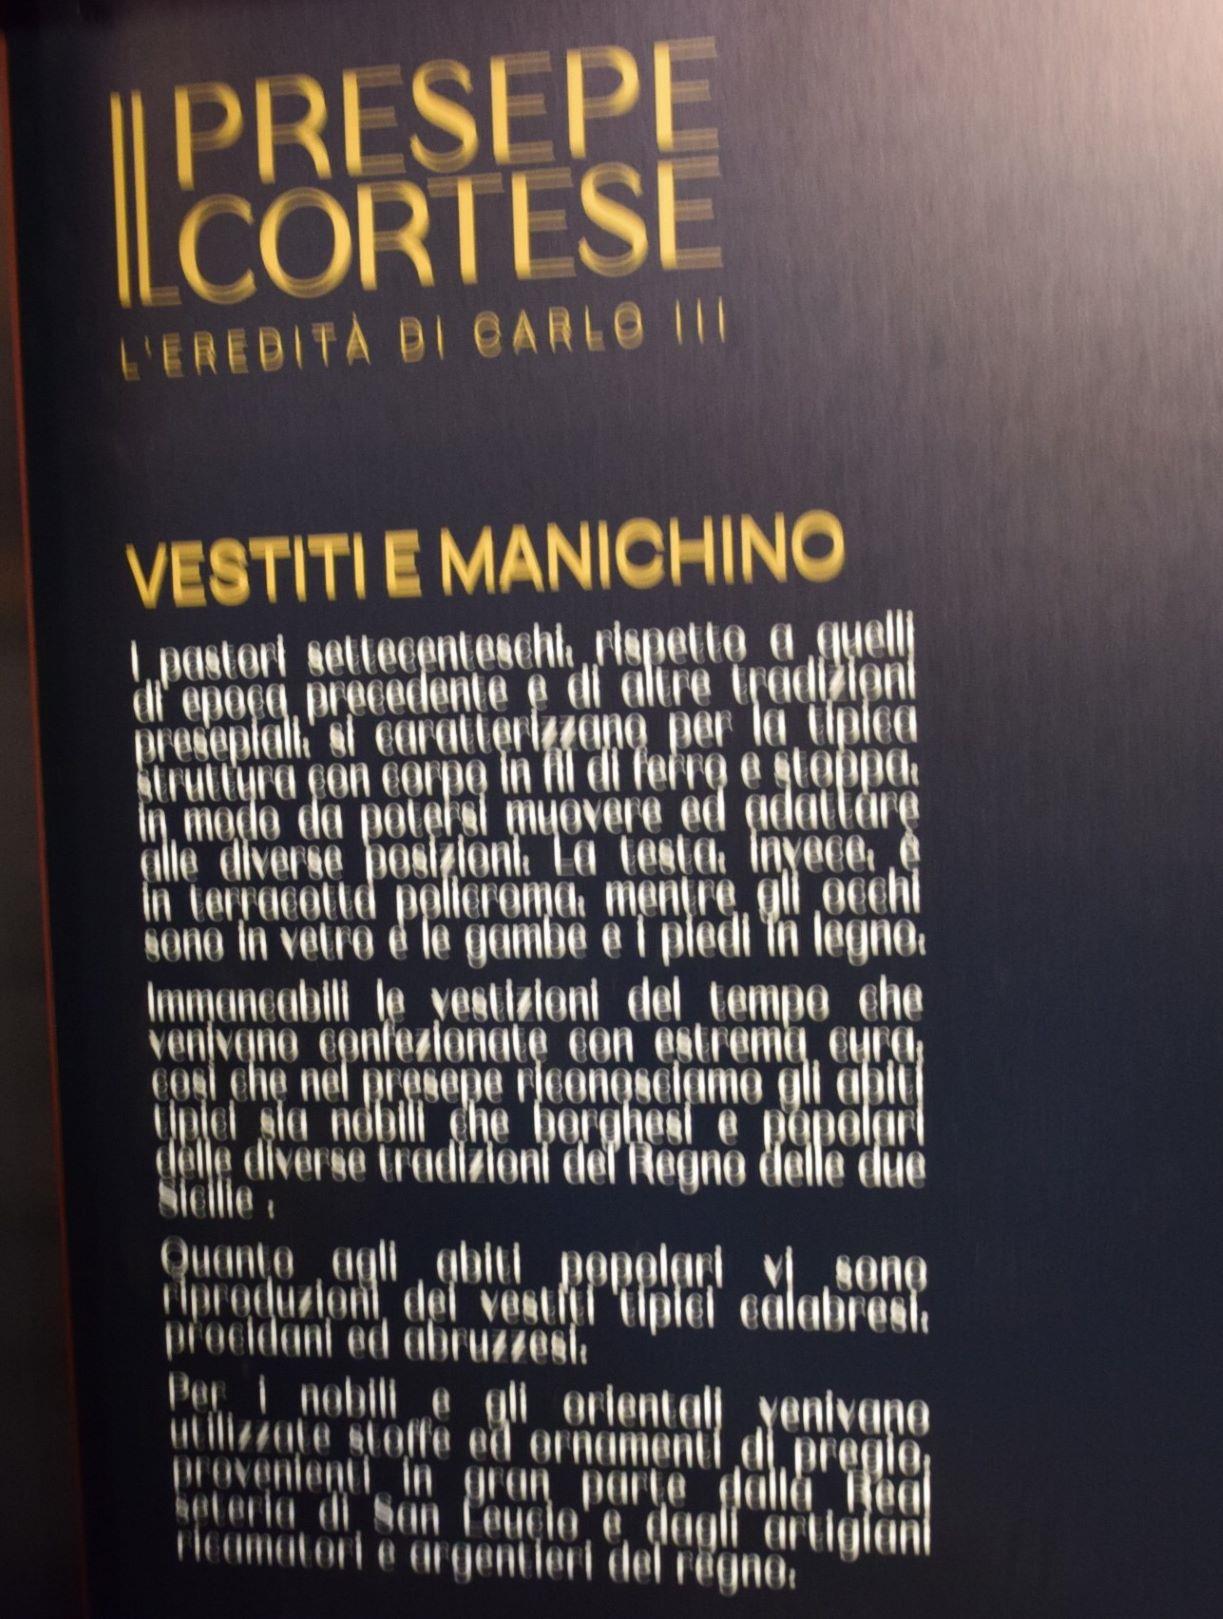 IL PRESEPE
CORTESE
L'EREDITÀ DI CARLO III
VESTITI E MANICHINO
I pastori settecenteschi, rispetto a quelli
di epoca precedente e di altre tradizioni
presepiali, si caratterizzano per la tipica
struttura con corpo in fil di ferro e stoppa,
in modo da potersi muovere ed adattare
alle diverse posizioni. La testa, invece, è
in terracotta policroma, mentre gli occhi
sono in vetro e le gambe e i piedi in legno.
Immancabili le vestizioni del tempo che
venivano confezionate con estrema cura,
così che nel presepe riconosciamo gli abiti
tipici sia nobili che borghesi e popolari
delle diverse tradizioni del Regno delle due
Sicilie .
Quanto agli abiti popolari vi sono
riproduzioni dei vestiti tipici calabresi,
procidani ed abruzzesi.
Per i nobili e gli orientali venivano
utilizzate stoffe ed ornamenti di pregio,
provenienti in gran parte dalla Real
seteria di San Leucio e dagli artigiani
ricamatori e argentieri del regno.